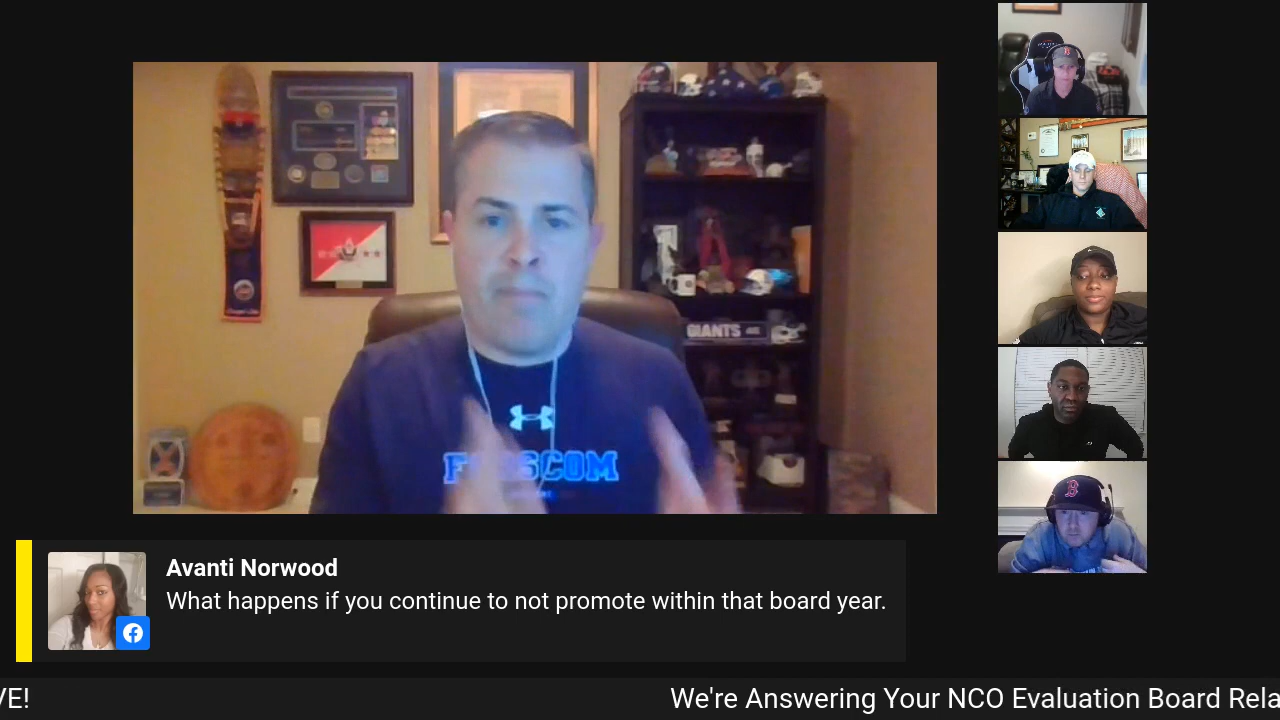 GIANTS
Avanti Norwood
What happens if you continue to not promote within that board year.
VE!
We're Answering Your NCO Evaluation Board Rela